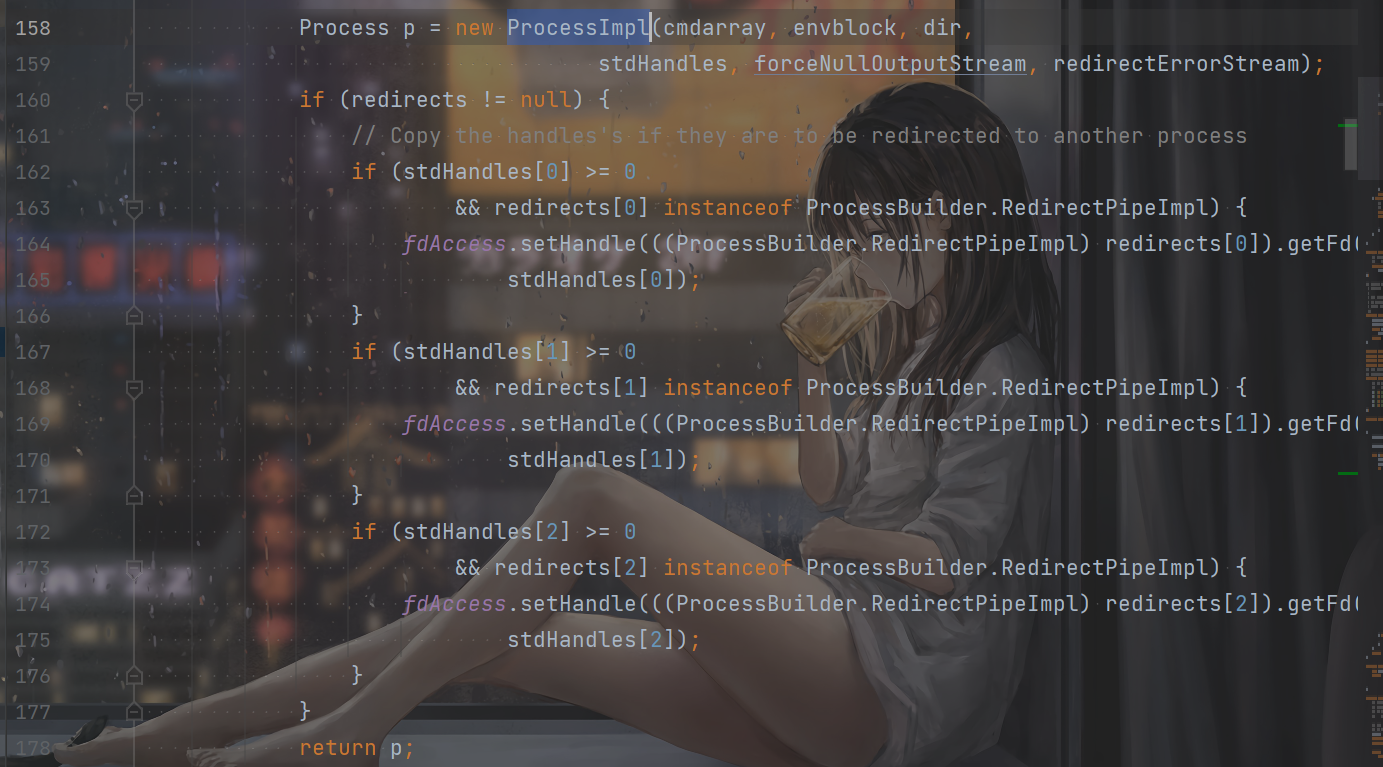 158 Process p = new ProcessImpl(cmdarray, envblock, dir,
159 stdHandles, forceNullOutputStream, redirectErrorStream);
160 if (redirects != null) {
161 // Copy the handles's if they are to be redirected to another process
162 if (stdHandles[0] >= 0
163 && redirects[0] instanceof ProcessBuilder.RedirectPipeImpl) {
164 fdAccess.setHandle(((ProcessBuilder.RedirectPipeImpl) redirects[0]).getFd(
165 stdHandles[0]);
166 }
167 if (stdHandles[1] >= 0
168 && redirects[1] instanceof ProcessBuilder.RedirectPipeImpl) {
169 fdAccess.setHandle(((ProcessBuilder.RedirectPipeImpl) redirects[1]).getFd(
170 stdHandles[1]);
171 }
172 if (stdHandles[2] >= 0
173 && redirects[2] instanceof ProcessBuilder.RedirectPipeImpl) {
174 fdAccess.setHandle(((ProcessBuilder.RedirectPipeImpl) redirects[2]).getFd(
175 stdHandles[2]);
176 }
177 }
178 return p;